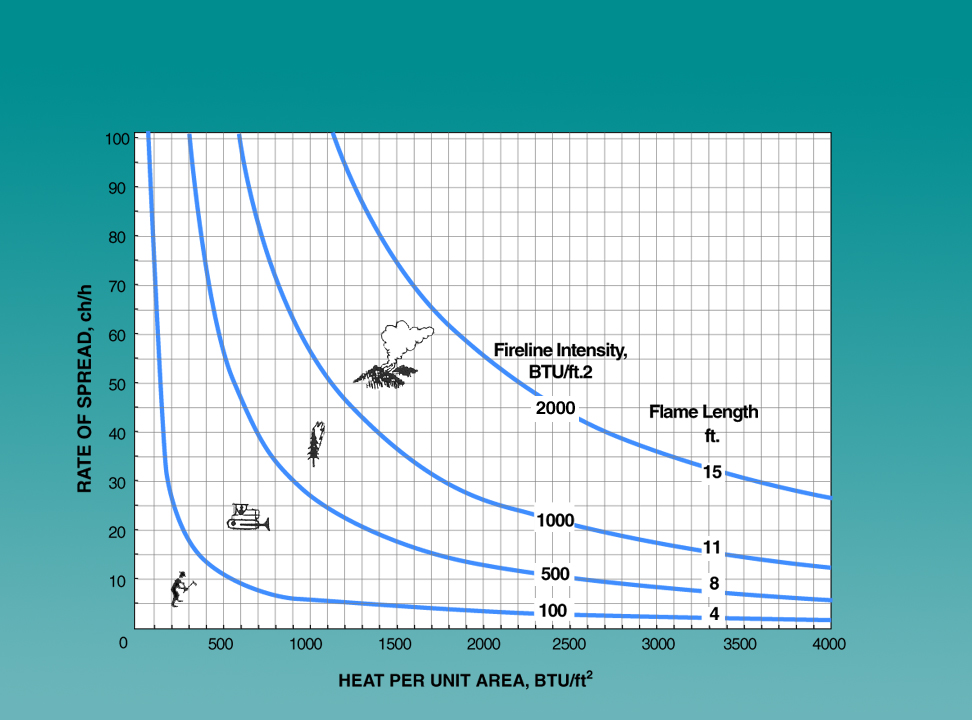 100
90
80
70
60
50
40
30
20
10
RATE OF SPREAD, ch/h
Fireline Intensity,
BTU/ft.2
2000
1000
500
100
Flame Length
ft.
15
11
8
4
0 500 1000 1500 2000 2500 3000 3500 4000
HEAT PER UNIT AREA, BTU/ft²